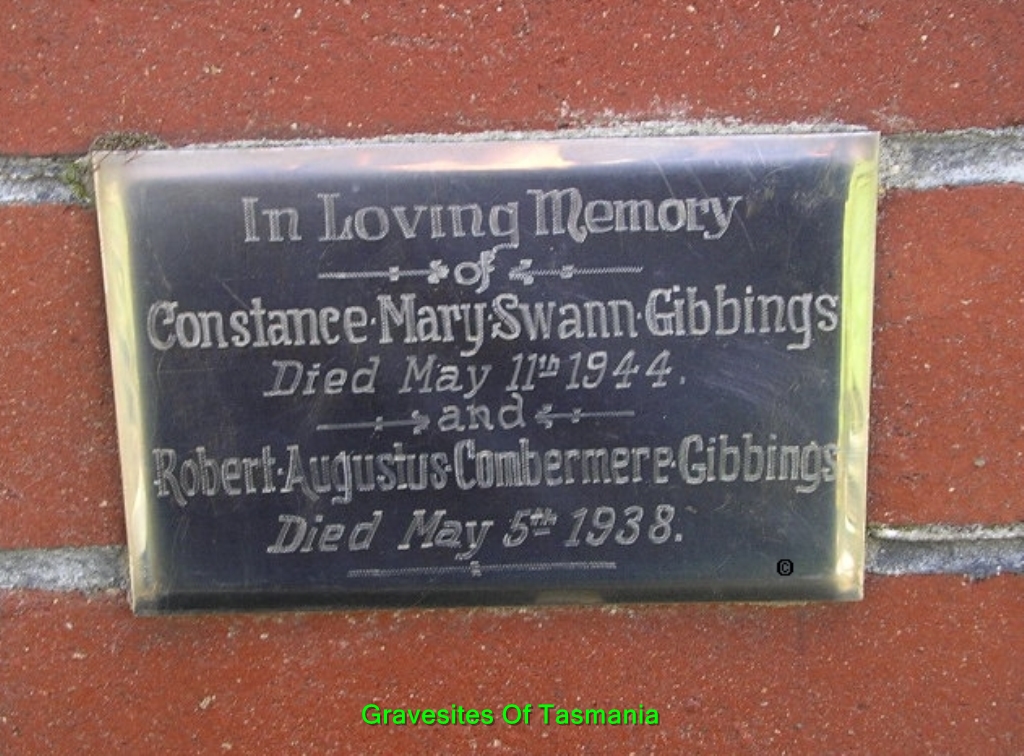 In Loving Memory
of
Constance·Mary·Swann·Gibbings
Died May 11th 1944.
and
Robert·Augustus·Combermere·Gibbings
Died May 5th 1938.
©
Gravesites Of Tasmania